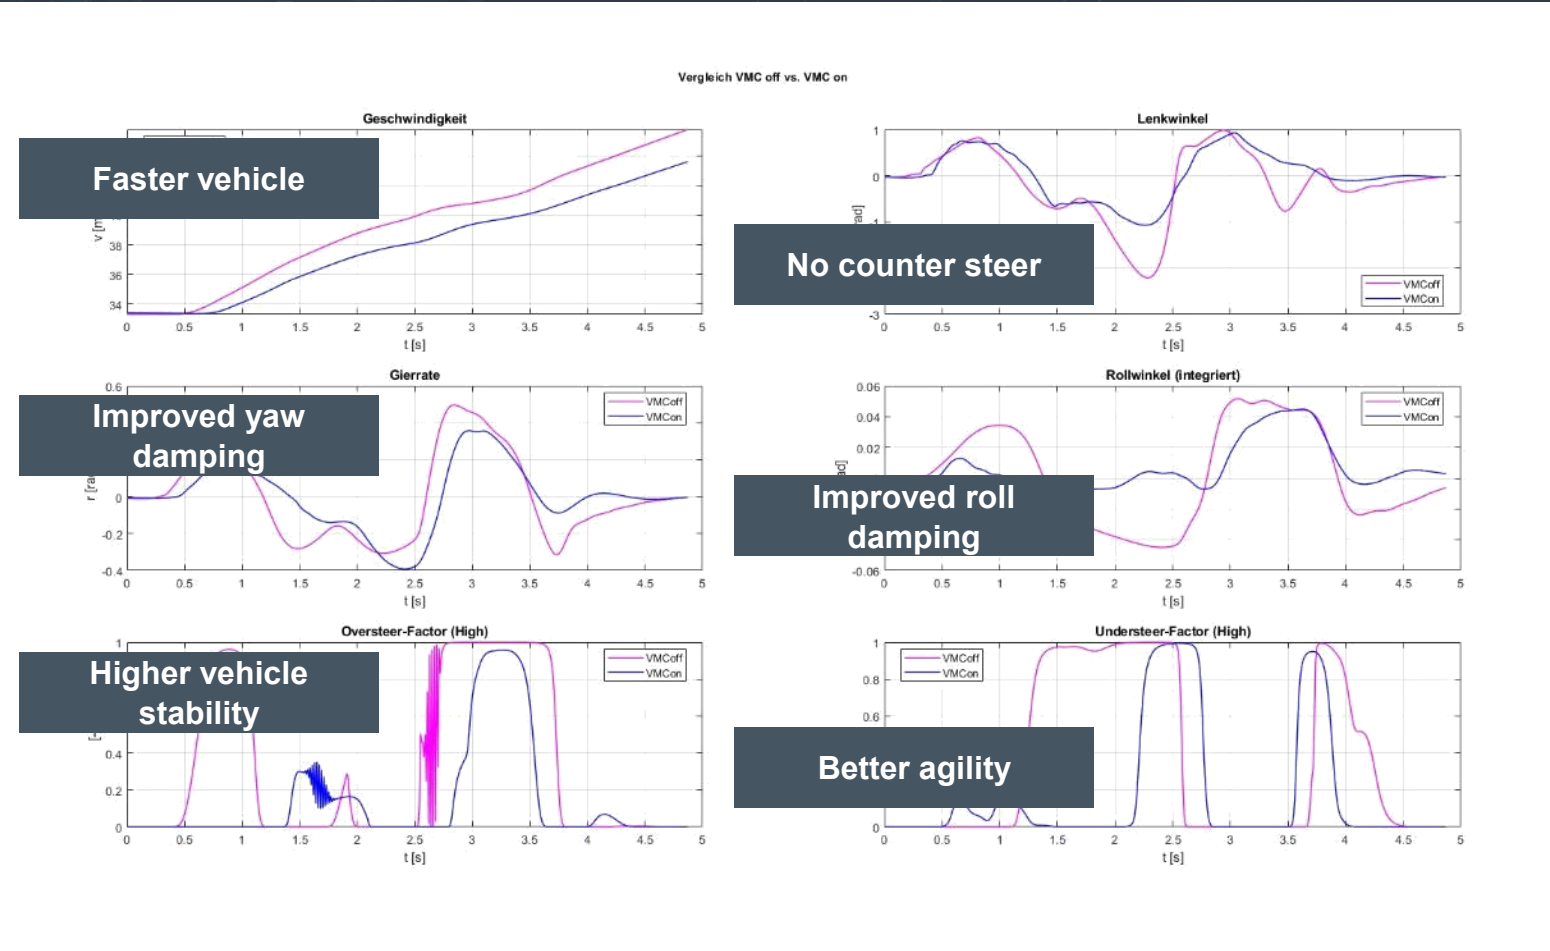 Vergleich VMC off vs. VMC on
Geschwindigkeit
Faster vehicle
v [m
38
36
34
0 0.5 1 1.5 2 2.5 3 3.5 4 4.5 5
t [s]
Lenkwinkel
1
0
-1
rad]
No counter steer
VMCoff
VMCon
-3
0 0.5 1 1.5 2 2.5 3 3.5 4 4.5 5
t [s]
Gierrate
0.6
VMCoff
VMCon
Improved yaw
damping
r [ra
0
-0.2
-0.4
0 0.5 1 1.5 2 2.5 3 3.5 4 4.5 5
t [s]
Rollwinkel (integriert)
0.06
VMCoff
VMCon
0.04
0.02
ad]
Improved roll
damping
-0.06
0 0.5 1 1.5 2 2.5 3 3.5 4 4.5 5
t [s]
Oversteer-Factor (High)
1
VMCoff
VMCon
Higher vehicle
stability
[-
0.4
0.2
0
0 0.5 1 1.5 2 2.5 3 3.5 4 4.5 5
t [s]
Understeer-Factor (High)
1
VMCoff
VMCon
0.8
0.6
Better agility
0
0 0.5 1 1.5 2 2.5 3 3.5 4 4.5 5
t [s]